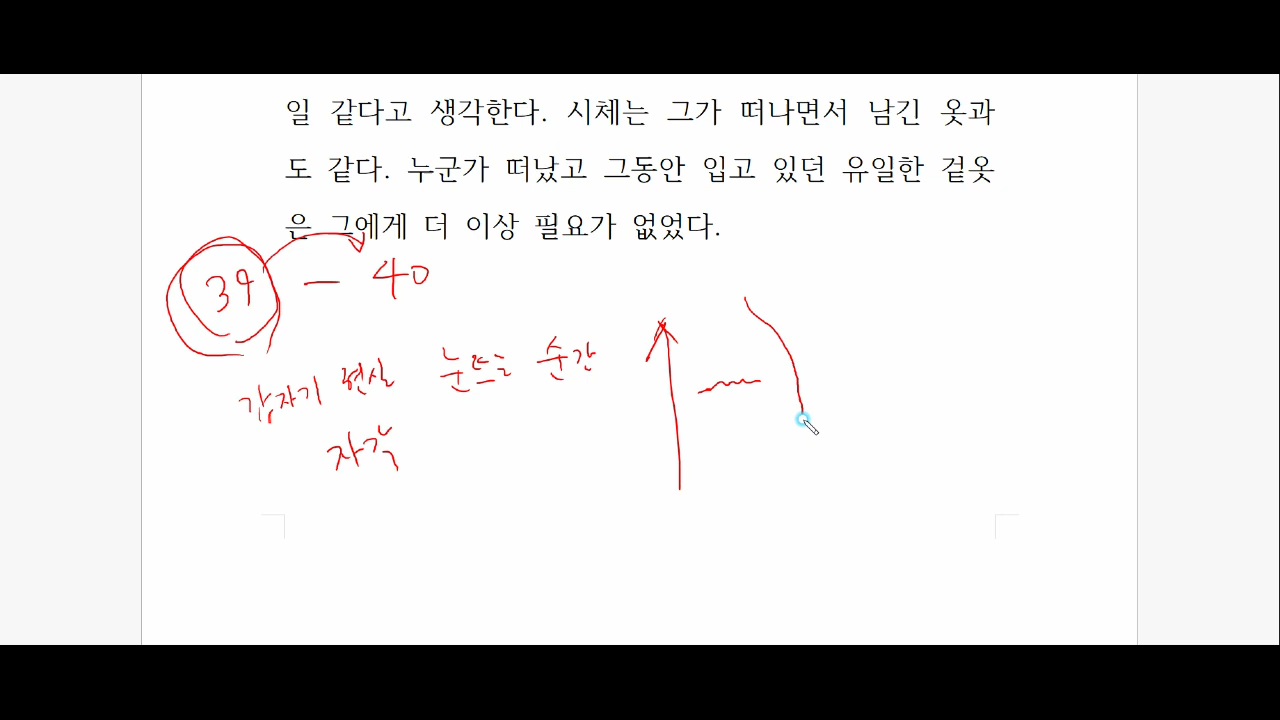 일 같다고 생각한다. 시체는 그가 떠나면서 남긴 옷과
도 같다. 누군가 떠났고 그동안 입고 있던 유일한 겉옷
은 그에게 더 이상 필요가 없었다.
39 — 40
갑자기 현실 눈뜨는 순간
자각